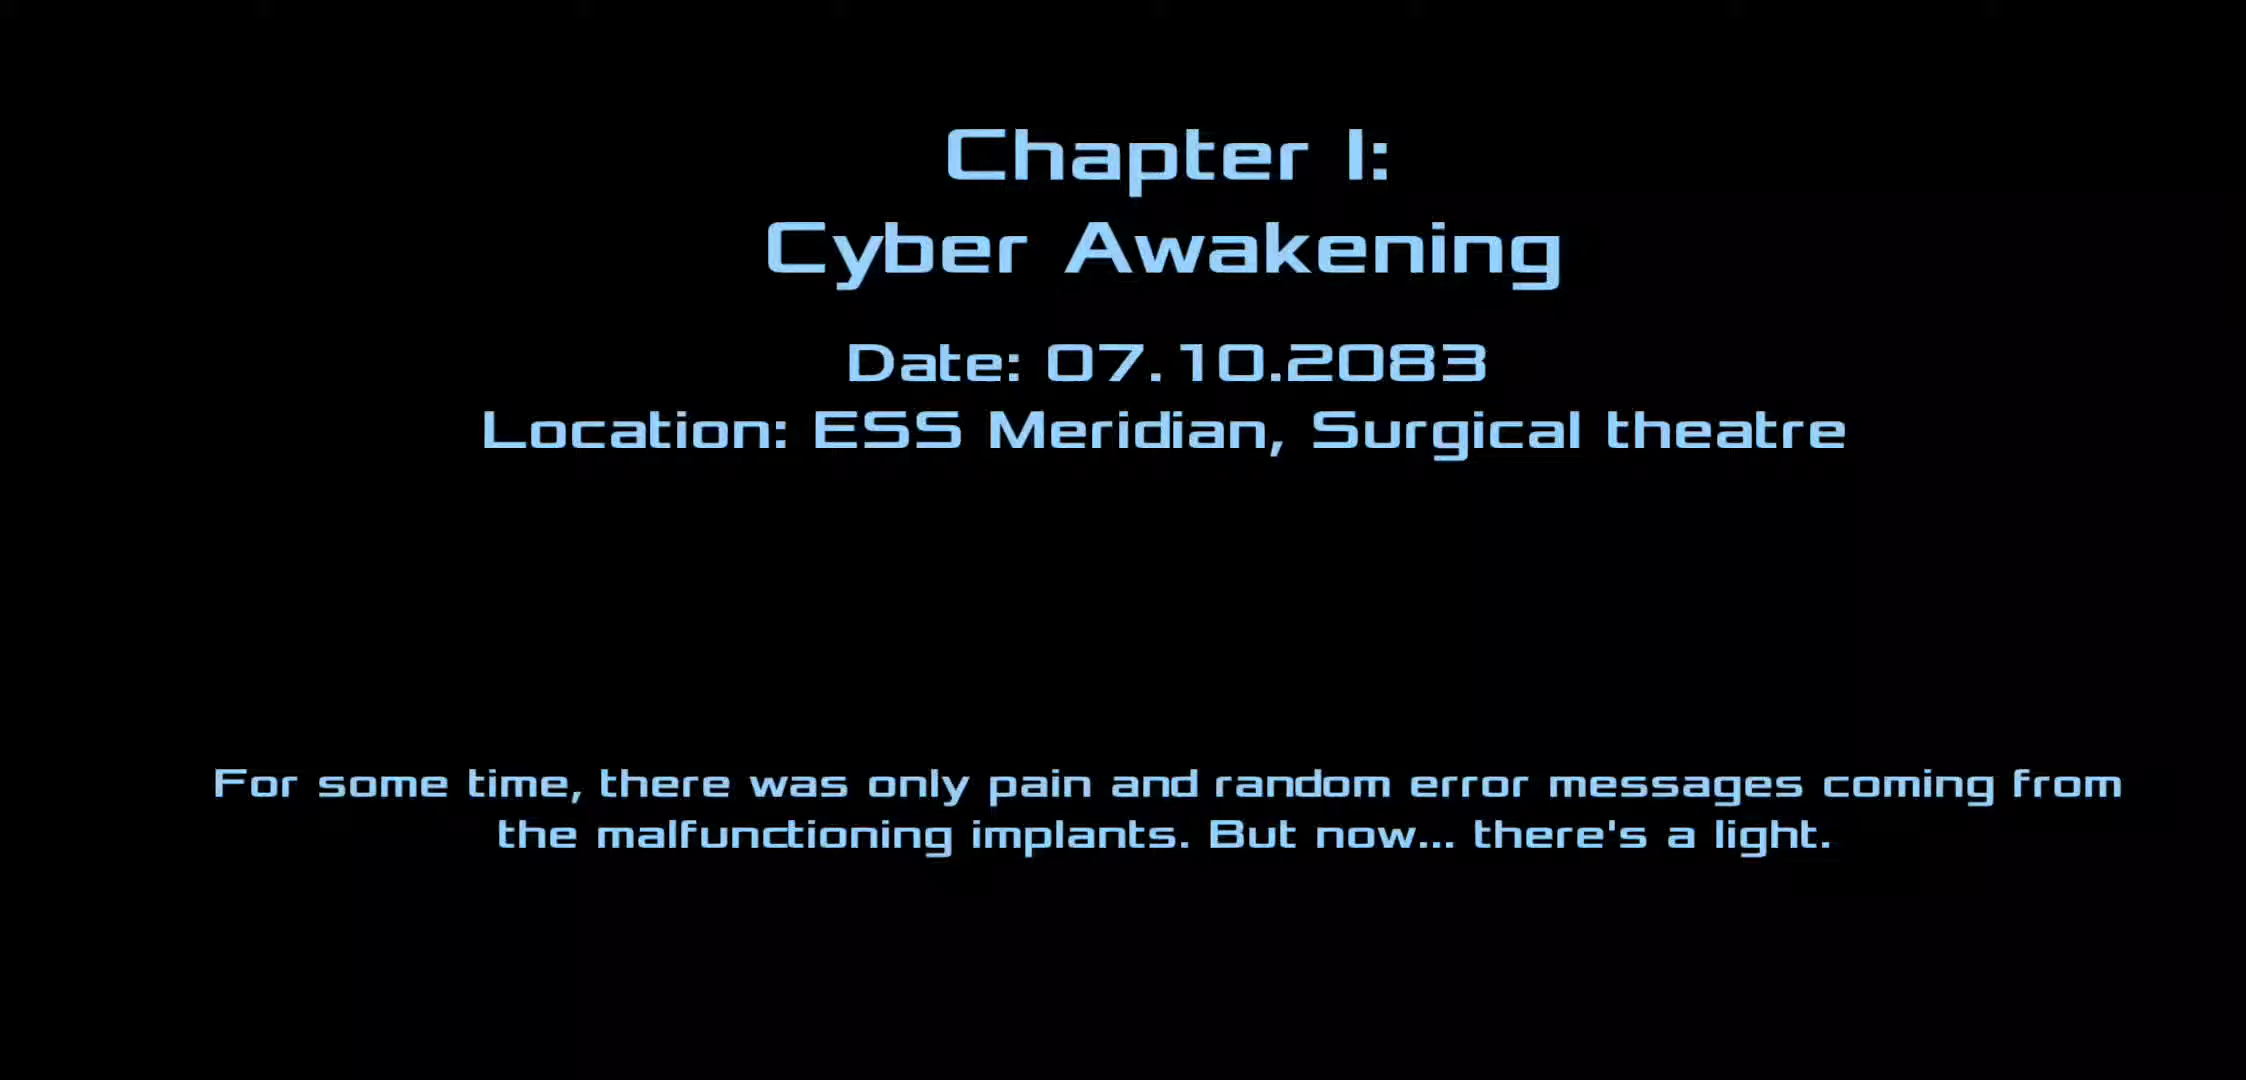 Chapter I:
Cyber Awakening
Date: 07.10.2083
Location: ESS Meridian, Surgical theatre
For some time, there was only pain and random error messages coming from
the malfunctioning implants. But now... there's a light.